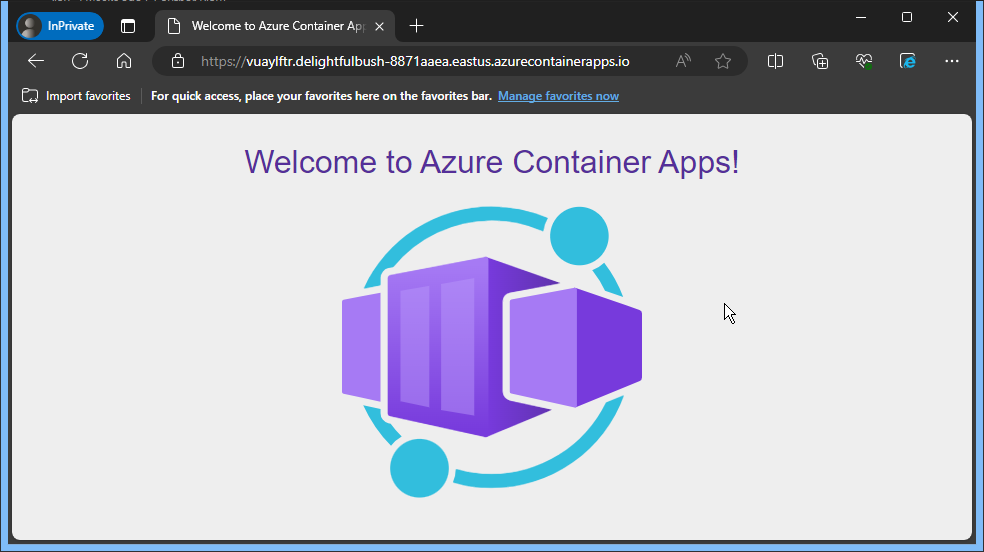 InPrivate
Welcome to Azure Container Ap
https://vuaylftr.delightfulbush-8871aaea.eastus.azurecontainerapps.io
Import favorites
For quick access, place your favorites here on the favorites bar. Manage favorites now
Welcome to Azure Container Apps!